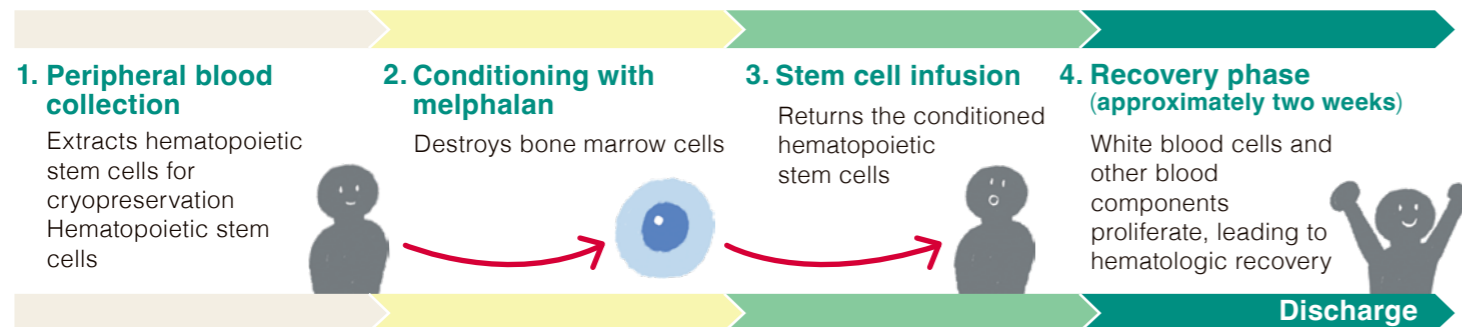 1. Peripheral blood
collection
Extracts hematopoietic
stem cells for
cryopreservation
Hematopoietic stem
cells
2. Conditioning with
melphalan
Destroys bone marrow cells
3. Stem cell infusion
Returns the conditioned
hematopoietic
stem cells
4. Recovery phase
(approximately two weeks)
White blood cells and
other blood
components
proliferate, leading to
hematologic recovery
Discharge